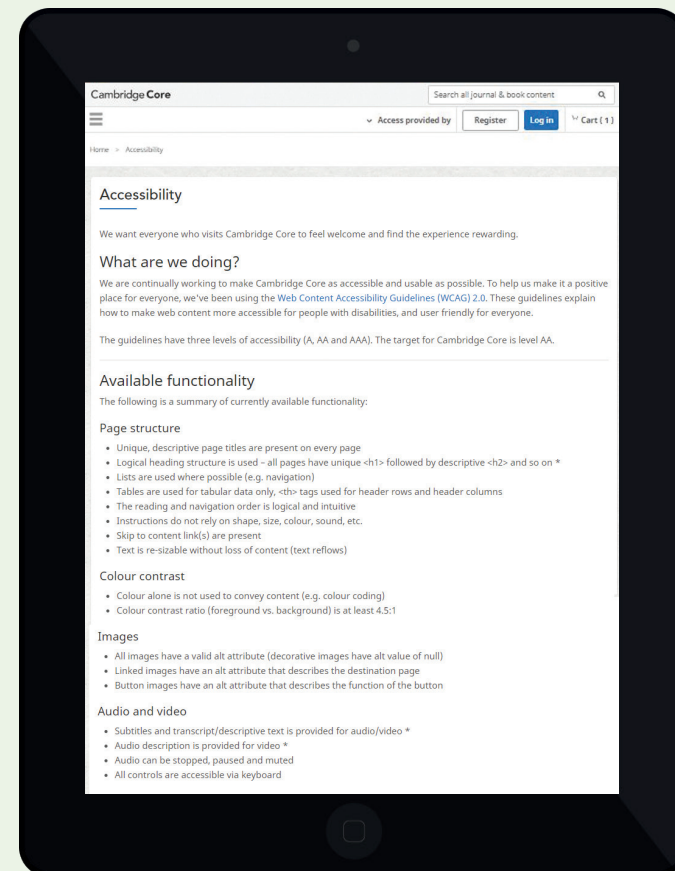 Cambridge Core
Search all journal & book content
Access provided by Register Log in Cart ( 1 )
Home > Accessibility
Accessibility
We want everyone who visits Cambridge Core to feel welcome and find the experience rewarding.
What are we doing?
We are continually working to make Cambridge Core as accessible and usable as possible. To help us make it a positive
place for everyone, we've been using the Web Content Accessibility Guidelines (WCAG) 2.0. These guidelines explain
how to make web content more accessible for people with disabilities, and user friendly for everyone.
The guidelines have three levels of accessibility (A, AA and AAA). The target for Cambridge Core is level AA.
Available functionality
The following is a summary of currently available functionality:
Page structure
• Unique, descriptive page titles are present on every page
• Logical heading structure is used – all pages have unique <h1> followed by descriptive <h2> and so on *
• Lists are used where possible (e.g. navigation)
• Tables are used for tabular data only, <th> tags used for header rows and header columns
• The reading and navigation order is logical and intuitive
• Instructions do not rely on shape, size, colour, sound, etc.
• Skip to content link(s) are present
• Text is re-sizable without loss of content (text reflows)
Colour contrast
• Colour alone is not used to convey content (e.g. colour coding)
• Colour contrast ratio (foreground vs. background) is at least 4.5:1
Images
• All images have a valid alt attribute (decorative images have alt value of null)
• Linked images have an alt attribute that describes the destination page
• Button images have an alt attribute that describes the function of the button
Audio and video
• Subtitles and transcript/descriptive text is provided for audio/video *
• Audio description is provided for video *
• Audio can be stopped, paused and muted
• All controls are accessible via keyboard